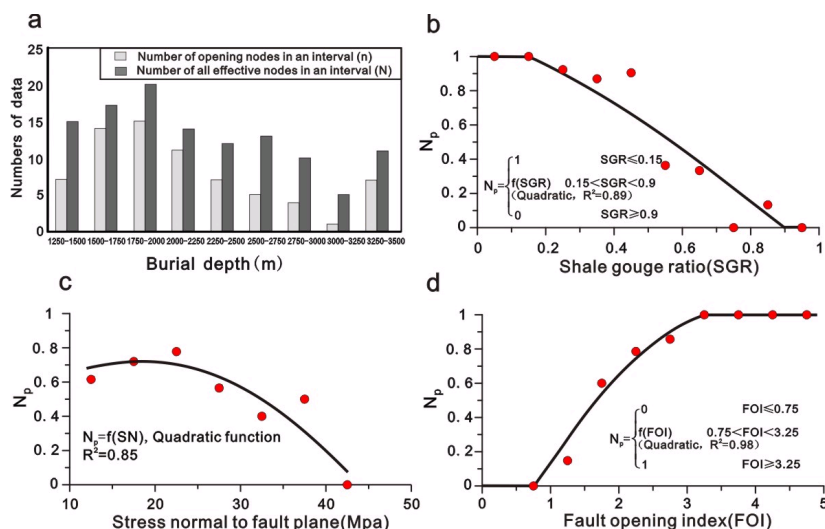 a
Number of opening nodes in an interval (n)
Number of all effective nodes in an interval (N)
25
20
15
10
5
0
Numbers of data
1250-1500 1500-1750 1750-2000 2000-2250 2250-2500 2500-2750 2750-3000 3000-3250 3250-3500
Burial depth(m)
b
1
0.8
0.6
0.4
0.2
0
Np
Np=
1 SGR≤0.15
f(SGR) 0.15<SGR<0.9
(Quadratic, R²=0.89)
0 SGR≥0.9
0 0.2 0.4 0.6 0.8 1
Shale gouge ratio(SGR)
c
1
0.8
0.6
0.4
0.2
0
Np
Np=f(SN), Quadratic function
R²=0.85
10 20 30 40 50
Stress normal to fault plane(Mpa)
d
1
0.8
0.6
0.4
0.2
0
Np
Np=
0 FOI≤0.75
f(FOI) 0.75<FOI<3.25
(Quadratic, R²=0.98)
1 FOI≥3.25
0 1 2 3 4 5
Fault opening index(FOI)